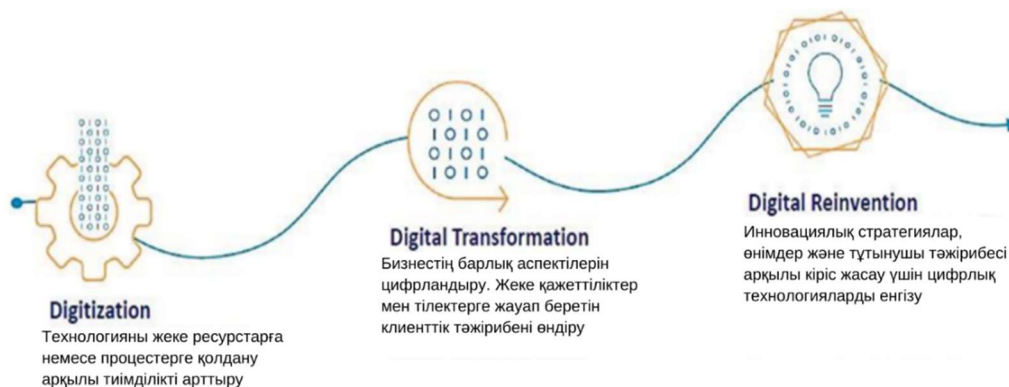 Digitization
Технологияны жеке ресурстарға
немесе процестерге қолдану
арқылы тиімділікті арттыру
Digital Transformation
Бизнестің барлық аспектілерін
цифрландыру. Жеке қажеттіліктер
мен тілектерге жауап беретін
клиенттік тәжірибені өндіру
Digital Reinvention
Инновациялық стратегиялар,
өнімдер және тұтынушы тәжірибесі
арқылы кіріс жасау үшін цифрлық
технологияларды енгізу